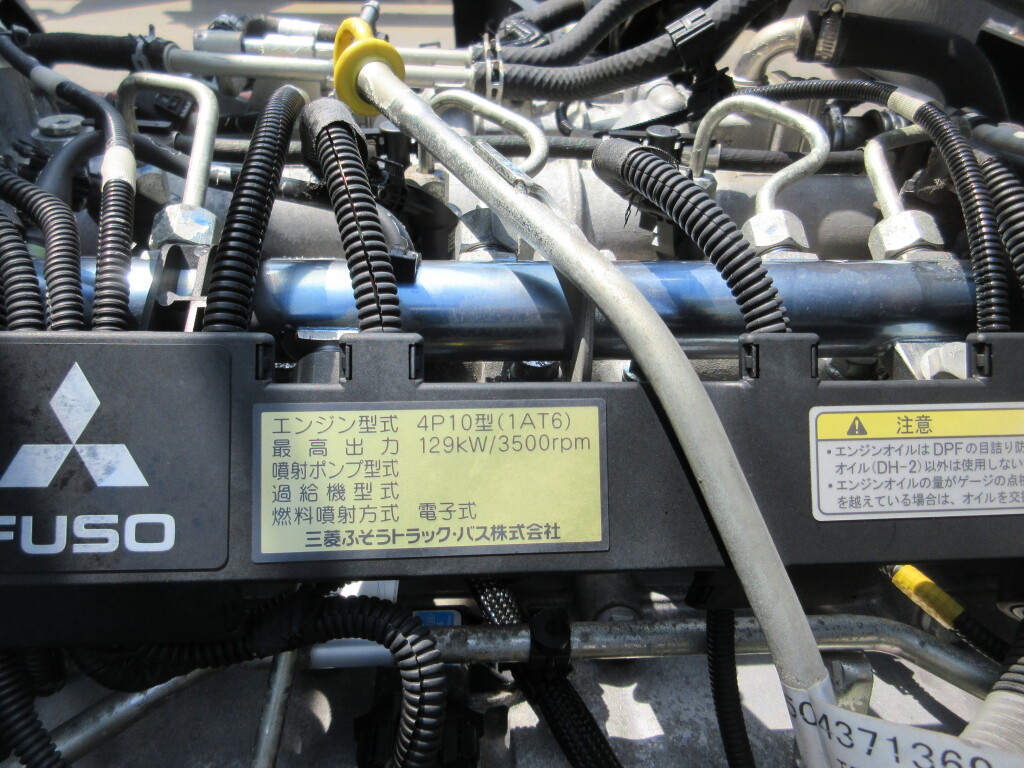 FUSO
エンジン型式 4P10型(1AT6)
最高出力 129kW/3500rpm
噴射ポンプ型式
過給機型式
燃料噴射方式 電子式
三菱ふそうトラック・バス株式会社
注意
・エンジンオイルはDPFの目詰り防
オイル(DH-2)以外は使用しない
・エンジンオイルの量がゲージの点検
を越えている場合は、オイルを交
504371369